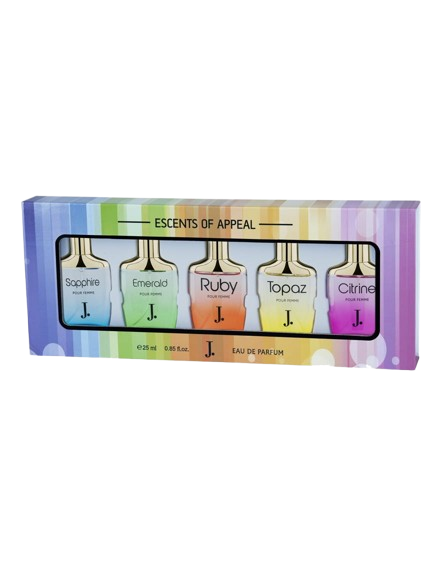 ESCENTS OF APPEAL
Sapphire
POUR FEMME
J.
Emerald
POUR FEMME
J.
Ruby
POUR FEMME
J.
Topaz
POUR FEMME
J.
Citrine
POUR FEMME
J.
℮25 ml 0.85 fl.oz. J. EAU DE PARFUM